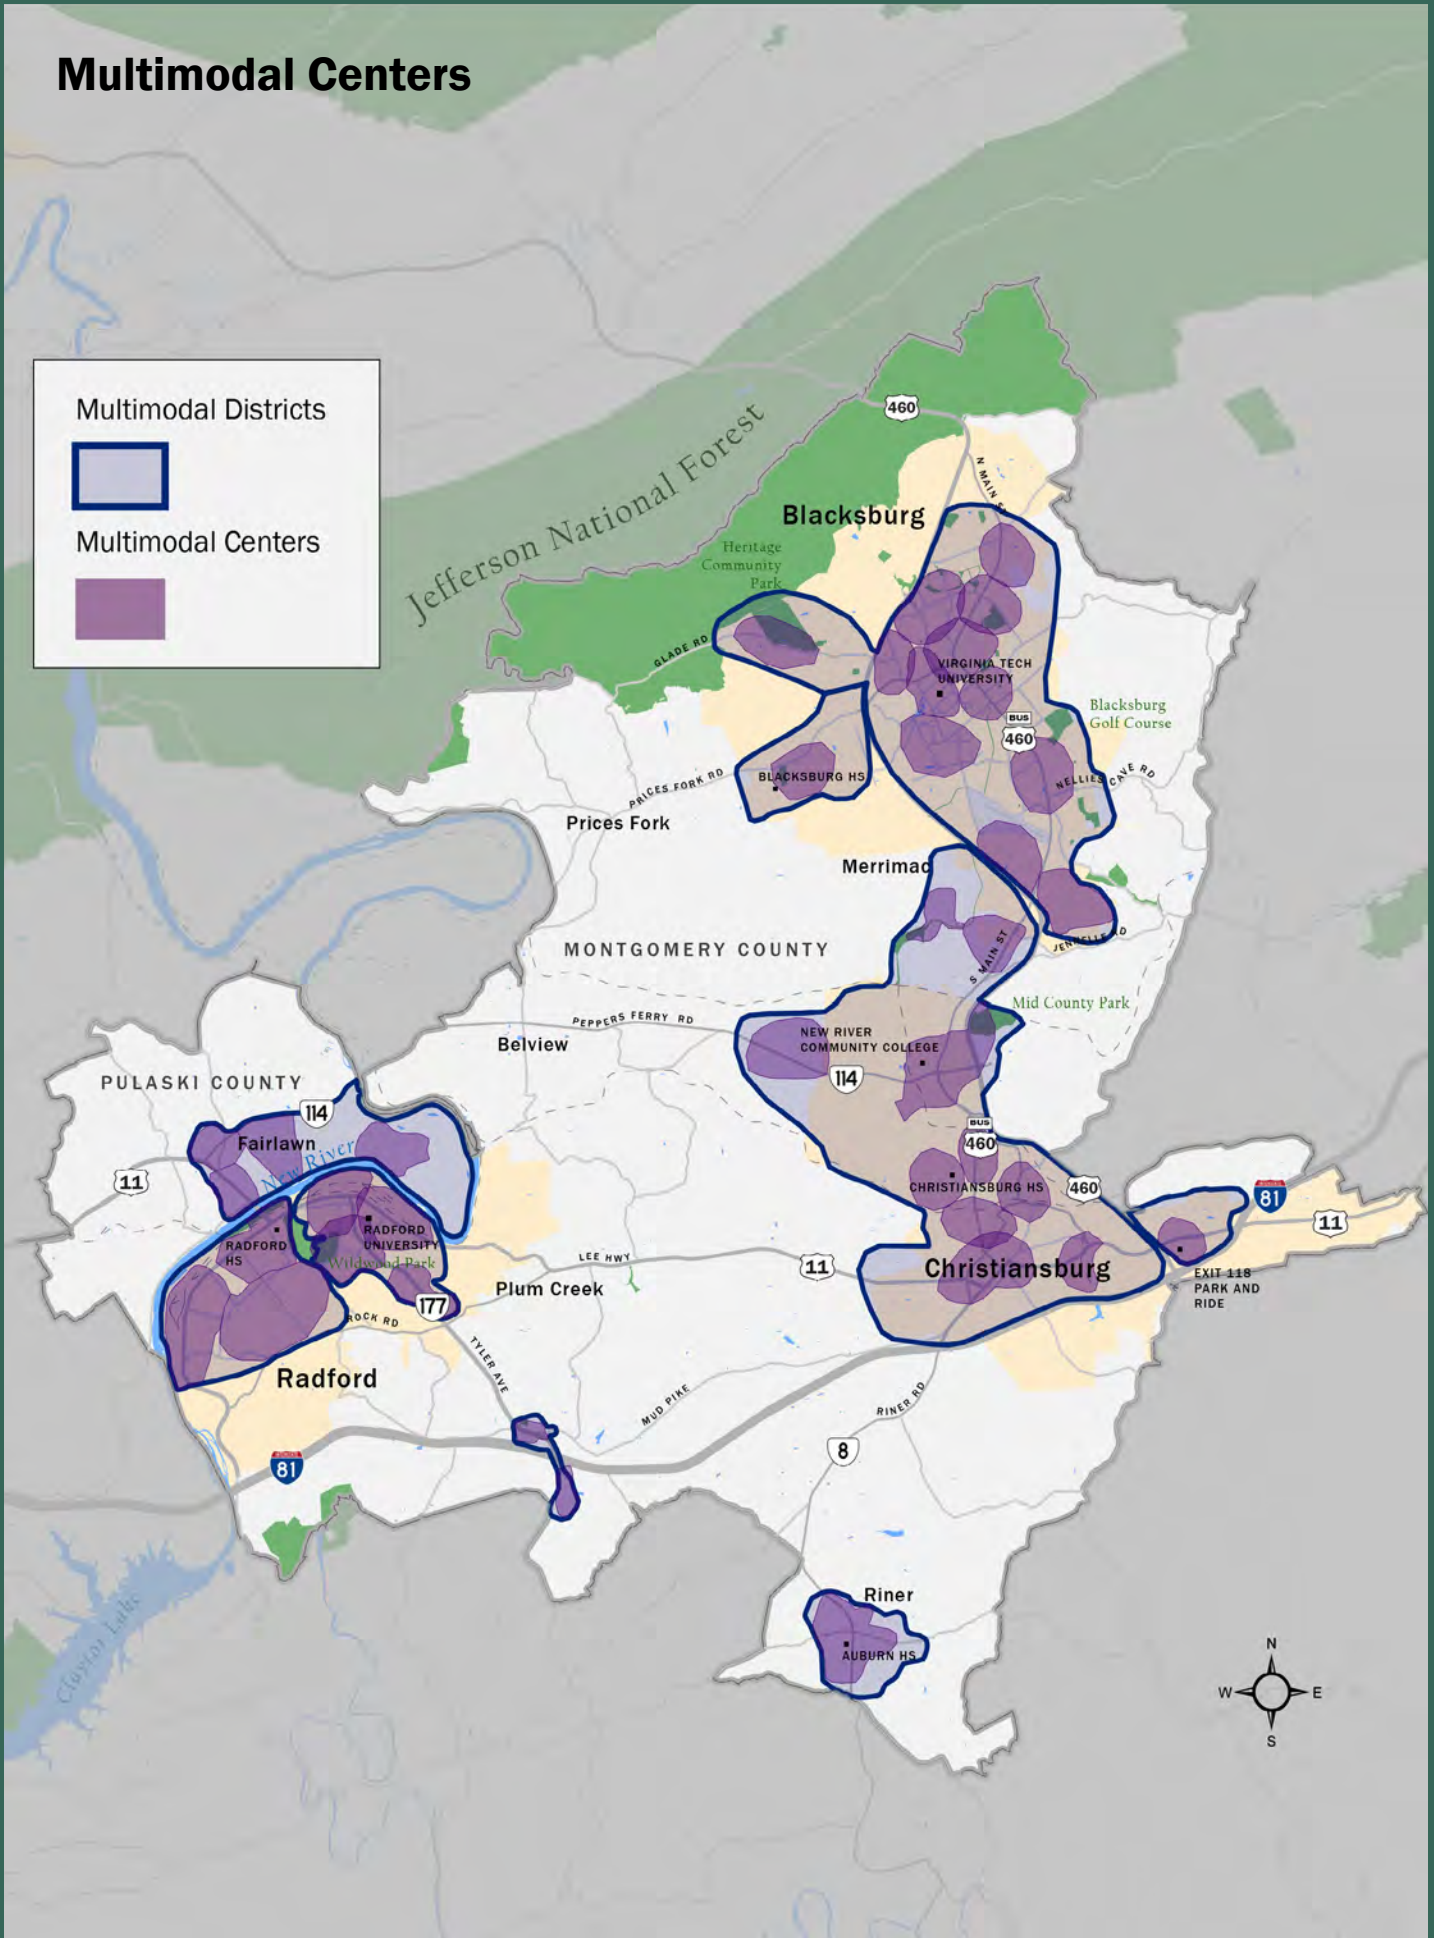 Multimodal Centers
Multimodal Districts
Multimodal Centers
Jefferson National Forest
460
N MAIN S
Blacksburg
Heritage
Community
Park
GLADE RD
VIRGINIA TECH
UNIVERSITY
Blacksburg
Golf Course
BUS
460
NELLIES CAVE RD
BLACKSBURG HS
PRICES FORK RD
Prices Fork
Merrimac
JENNELLE RD
MONTGOMERY COUNTY
S MAIN ST
Mid County Park
PEPPERS FERRY RD
NEW RIVER
COMMUNITY COLLEGE
Belview
114
PULASKI COUNTY
114
Fairlawn
New River
BUS
460
11
CHRISTIANSBURG HS
460
81
11
RADFORD
UNIVERSITY
RADFORD
HS
Wildwood Park
LEE HWY
11
Christiansburg
EXIT 118
PARK AND
RIDE
Plum Creek
177
ROCK RD
TYLER AVE
Radford
MUD PIKE
RINER RD
8
81
Riner
AUBURN HS
Claytor Lake
N
W
E
S